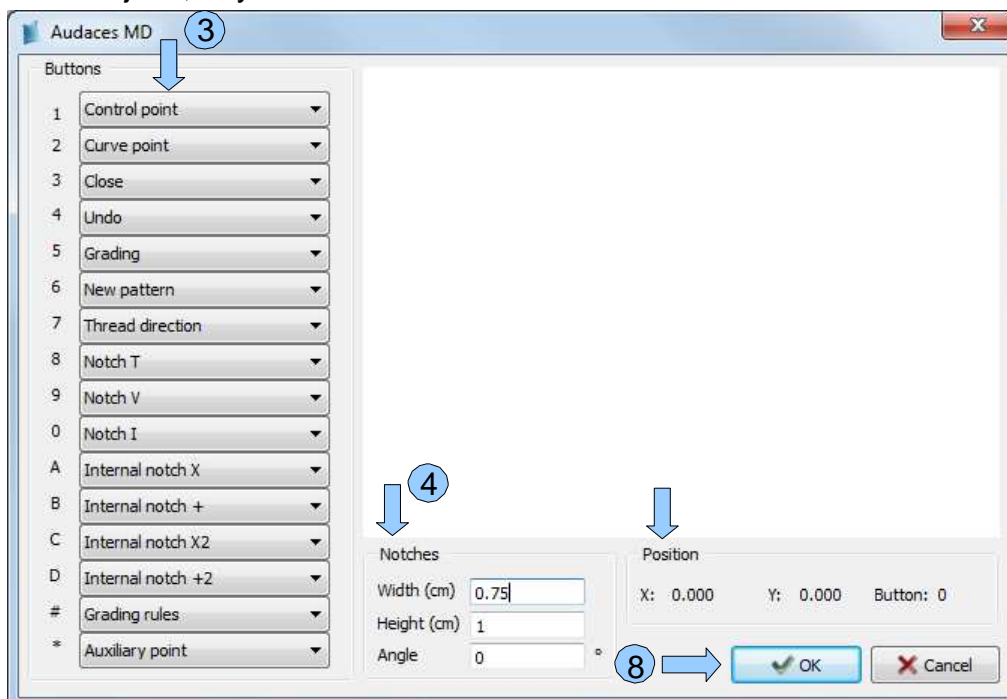 Audaces MD
3
Buttons
1 Control point
2 Curve point
3 Close
4 Undo
5 Grading
6 New pattern
7 Thread direction
8 Notch T
9 Notch V
0 Notch I
A Internal notch X
B Internal notch +
C Internal notch X2
D Internal notch +2
# Grading rules
* Auxiliary point
4
Notches
Width (cm) 0.75
Height (cm) 1
Angle 0 °
Position
X: 0.000 Y: 0.000 Button: 0
8
OK Cancel